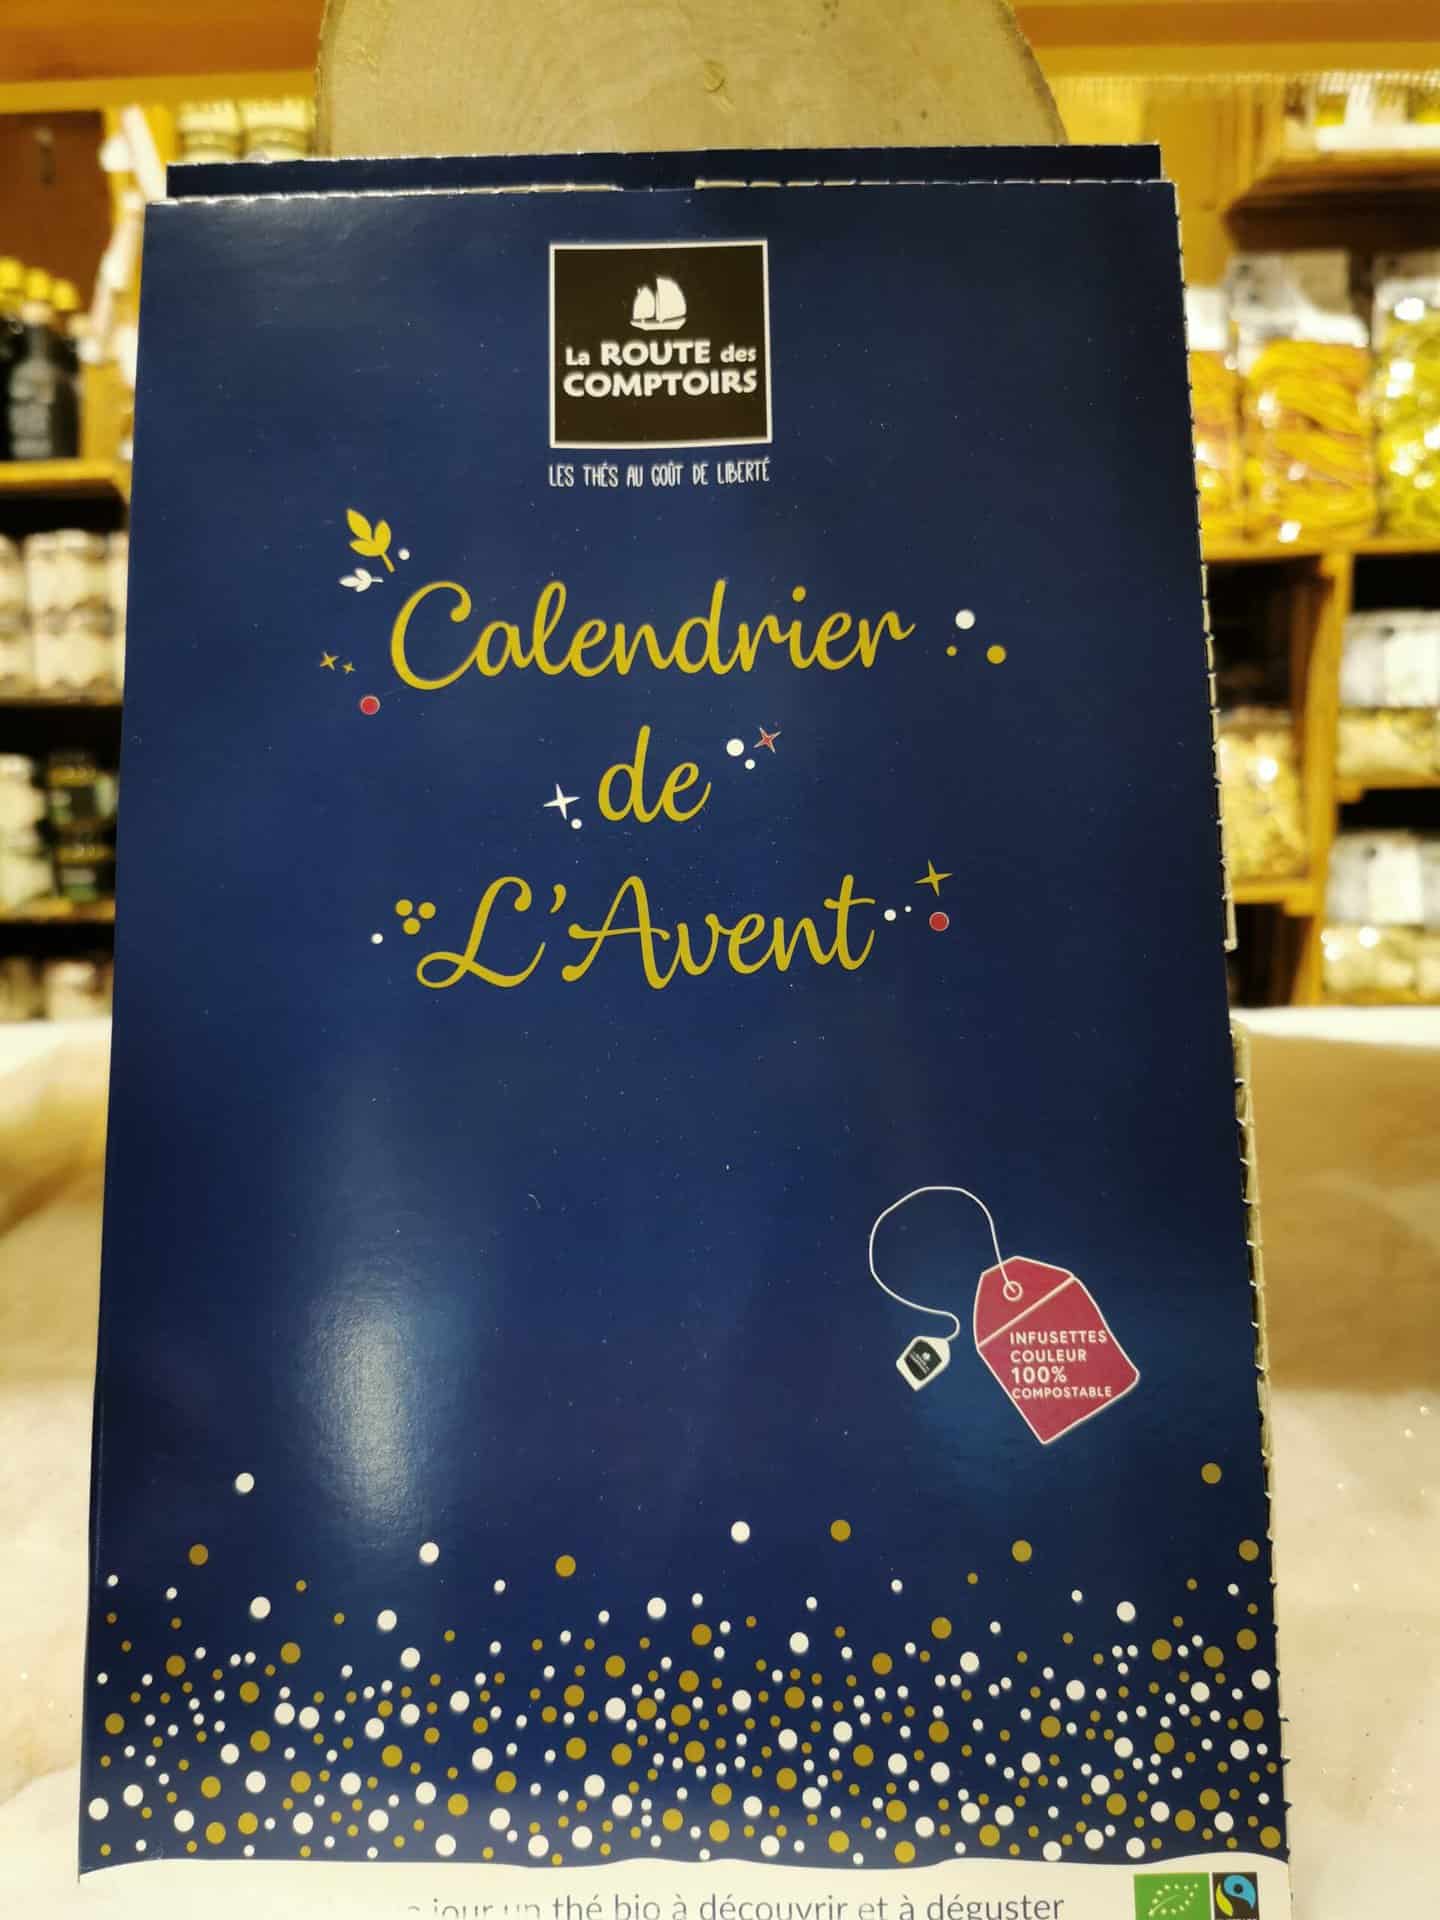 La ROUTE des
COMPTOIRS
LES THÉS AU GOÛT DE LIBERTÉ
Calendrier
de
L'Avent
INFUSETTES
COULEUR
100%
COMPOSTABLE
jour un thé bio à découvrir et à déguster